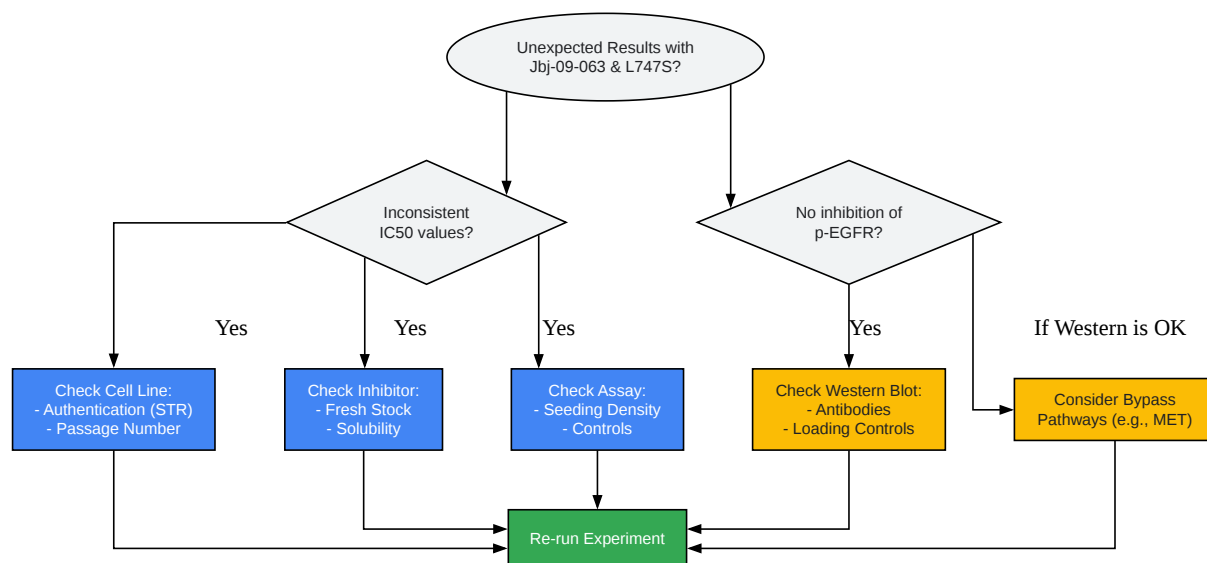 Unexpected Results with
Jbj-09-063 & L747S?
Inconsistent
IC50 values?
No inhibition of
p-EGFR?
Yes
Yes
Yes
Yes
If Western is OK
Check Cell Line:
- Authentication (STR)
- Passage Number
Check Inhibitor:
- Fresh Stock
- Solubility
Check Assay:
- Seeding Density
- Controls
Check Western Blot:
- Antibodies
- Loading Controls
Consider Bypass
Pathways (e.g., MET)
Re-run Experiment